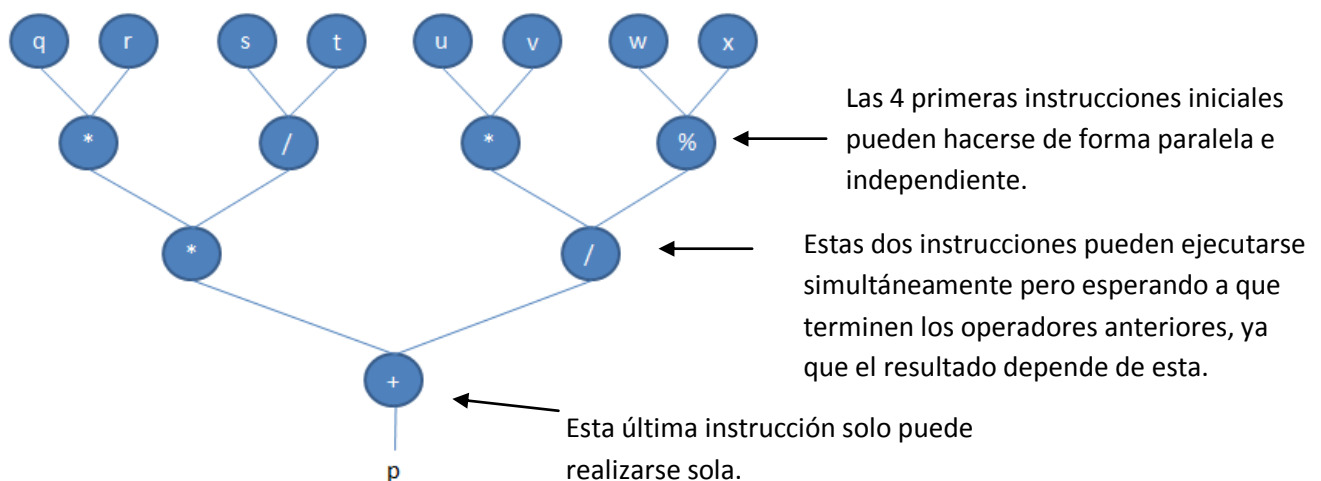 q r s t u v w x
* / * %
Las 4 primeras instrucciones iniciales
pueden hacerse de forma paralela e
independiente.
* /
Estas dos instrucciones pueden ejecutarse
simultáneamente pero esperando a que
terminen los operadores anteriores, ya
que el resultado depende de esta.
+
Esta última instrucción solo puede
realizarse sola.
p